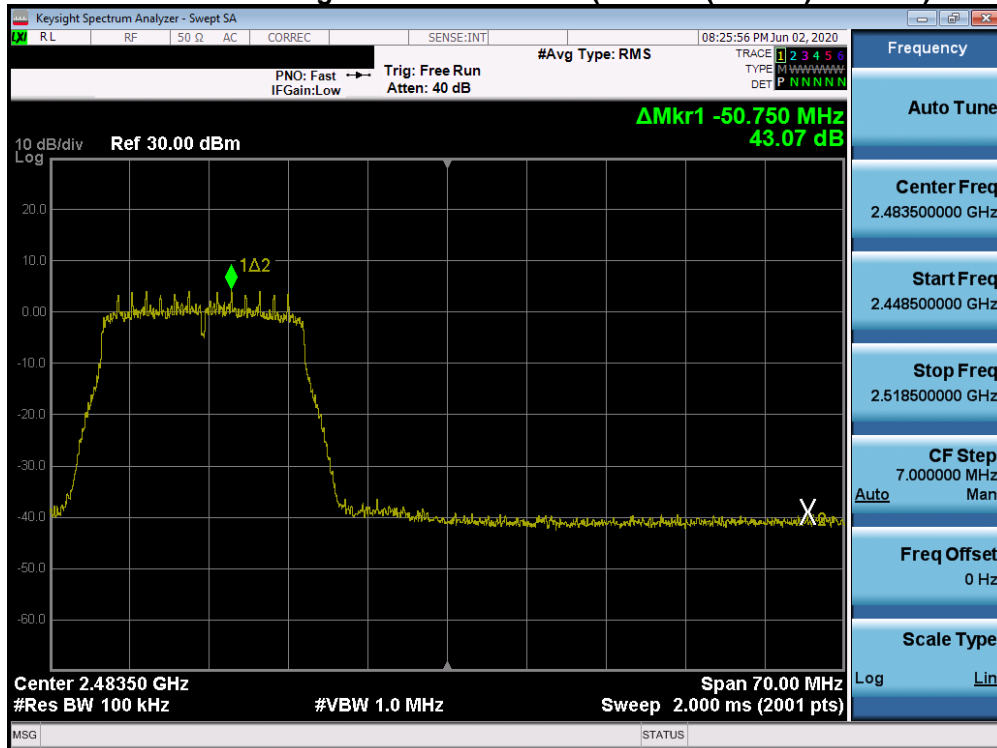 Keysight Spectrum Analyzer - Swept SA
LXI RL RF 50 Ω AC CORREC SENSE:INT 08:25:56 PM Jun 02, 2020
#Avg Type: RMS TRACE 1 2 3 4 5 6
PNO: Fast Trig: Free Run TYPE M W W W W W
IFGain:Low Atten: 40 dB DET P N N N N N
ΔMkr1 -50.750 MHz
43.07 dB
10 dB/div Ref 30.00 dBm
Log
20.0
10.0
1Δ2
0.00
-10.0
-20.0
-30.0
-40.0
X2
-50.0
-60.0
Center 2.48350 GHz Span 70.00 MHz
#Res BW 100 kHz #VBW 1.0 MHz Sweep 2.000 ms (2001 pts)
MSG STATUS
Frequency
Auto Tune
Center Freq
2.483500000 GHz
Start Freq
2.448500000 GHz
Stop Freq
2.518500000 GHz
CF Step
7.000000 MHz
Auto Man
Freq Offset
0 Hz
Scale Type
Log Lin